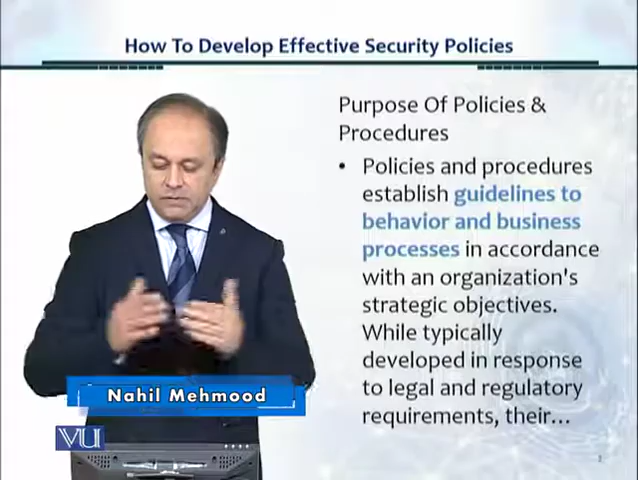 How To Develop Effective Security Policies
Purpose Of Policies &
Procedures
• Policies and procedures
establish guidelines to
behavior and business
processes in accordance
with an organization's
strategic objectives.
While typically
developed in response
to legal and regulatory
requirements, their...
Nahil Mehmood
VU